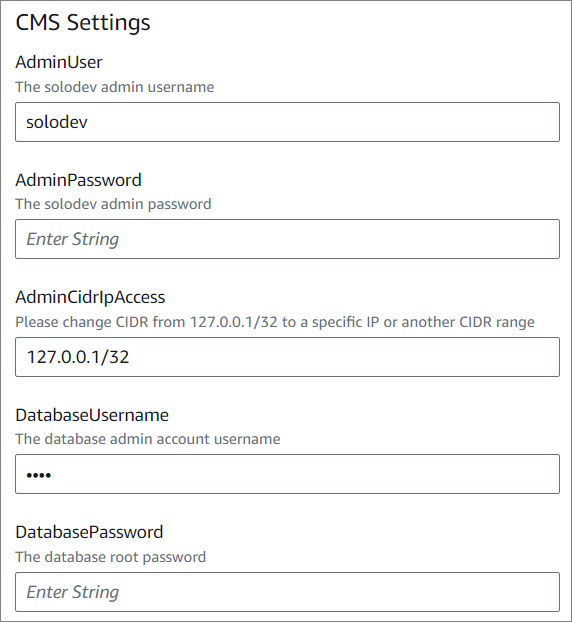 CMS Settings
AdminUser
The solodev admin username
solodev
AdminPassword
The solodev admin password
Enter String
AdminCidrIpAccess
Please change CIDR from 127.0.0.1/32 to a specific IP or another CIDR range
127.0.0.1/32
DatabaseUsername
The database admin account username
••••
DatabasePassword
The database root password
Enter String